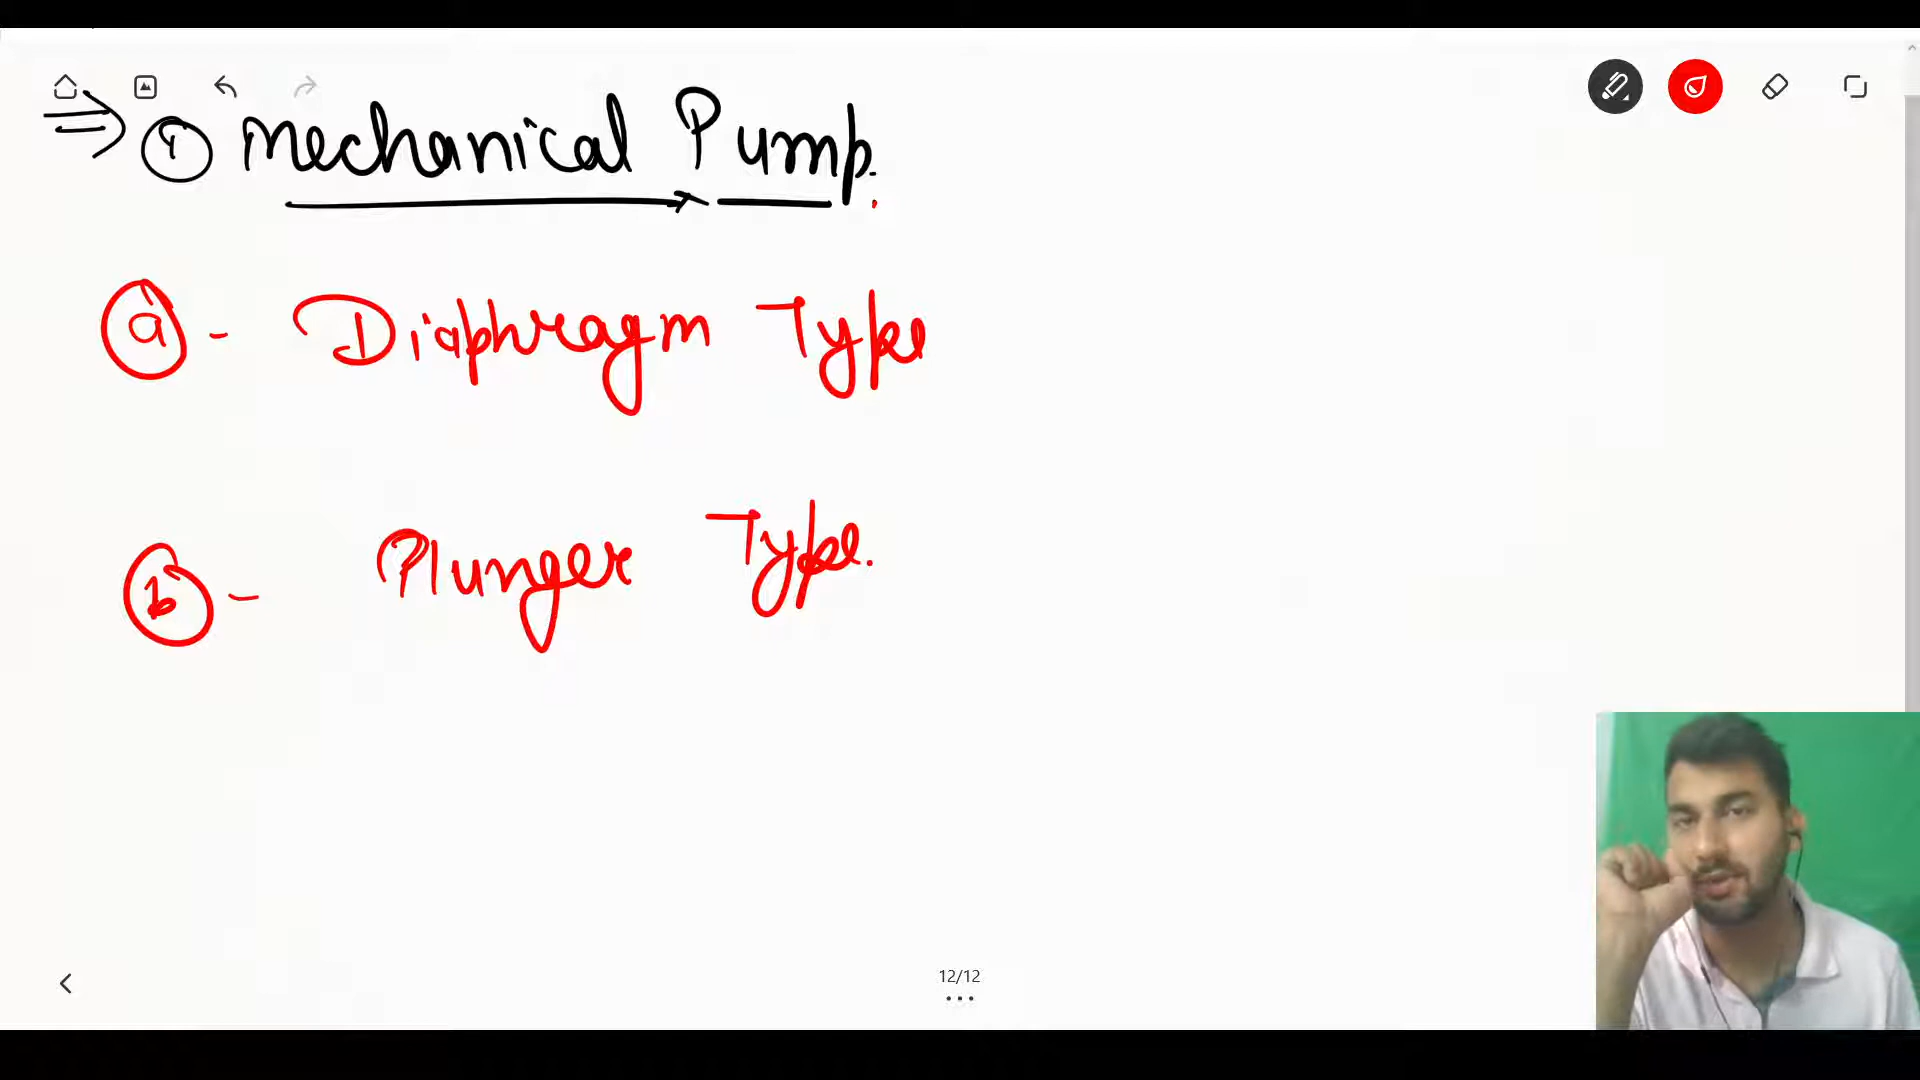 ⇒ ① Mechanical Pump.
ⓐ - Diaphragm Type
ⓑ - Plunger Type.
12/12